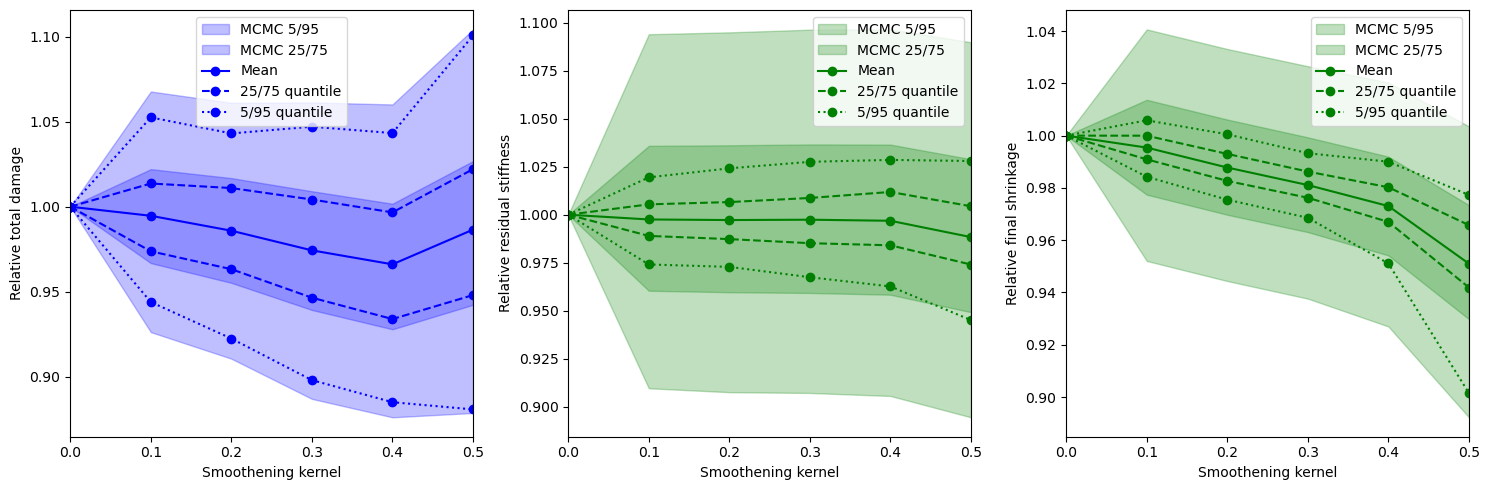 Relative total damage
1.10
1.05
1.00
0.95
0.90
0.0 0.1 0.2 0.3 0.4 0.5
Smoothening kernel
MCMC 5/95
MCMC 25/75
Mean
25/75 quantile
5/95 quantile
Relative residual stiffness
1.100
1.075
1.050
1.025
1.000
0.975
0.950
0.925
0.900
0.0 0.1 0.2 0.3 0.4 0.5
Smoothening kernel
MCMC 5/95
MCMC 25/75
Mean
25/75 quantile
5/95 quantile
Relative final shrinkage
1.04
1.02
1.00
0.98
0.96
0.94
0.92
0.90
0.0 0.1 0.2 0.3 0.4 0.5
Smoothening kernel
MCMC 5/95
MCMC 25/75
Mean
25/75 quantile
5/95 quantile